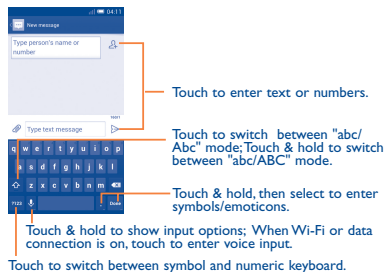 04:11
New message
Type person's name or
number
Touch to enter text or numbers.
160/1
Type text message
Touch to switch between "abc/
Abc" mode;Touch & hold to switch
between "abc/ABC" mode.
q w e r t y u i o p
a s d f g h j k l
z x c v b n m
Touch & hold, then select to enter
symbols/emoticons.
?123 Done
Touch & hold to show input options; When Wi-Fi or data
connection is on, touch to enter voice input.
Touch to switch between symbol and numeric keyboard.